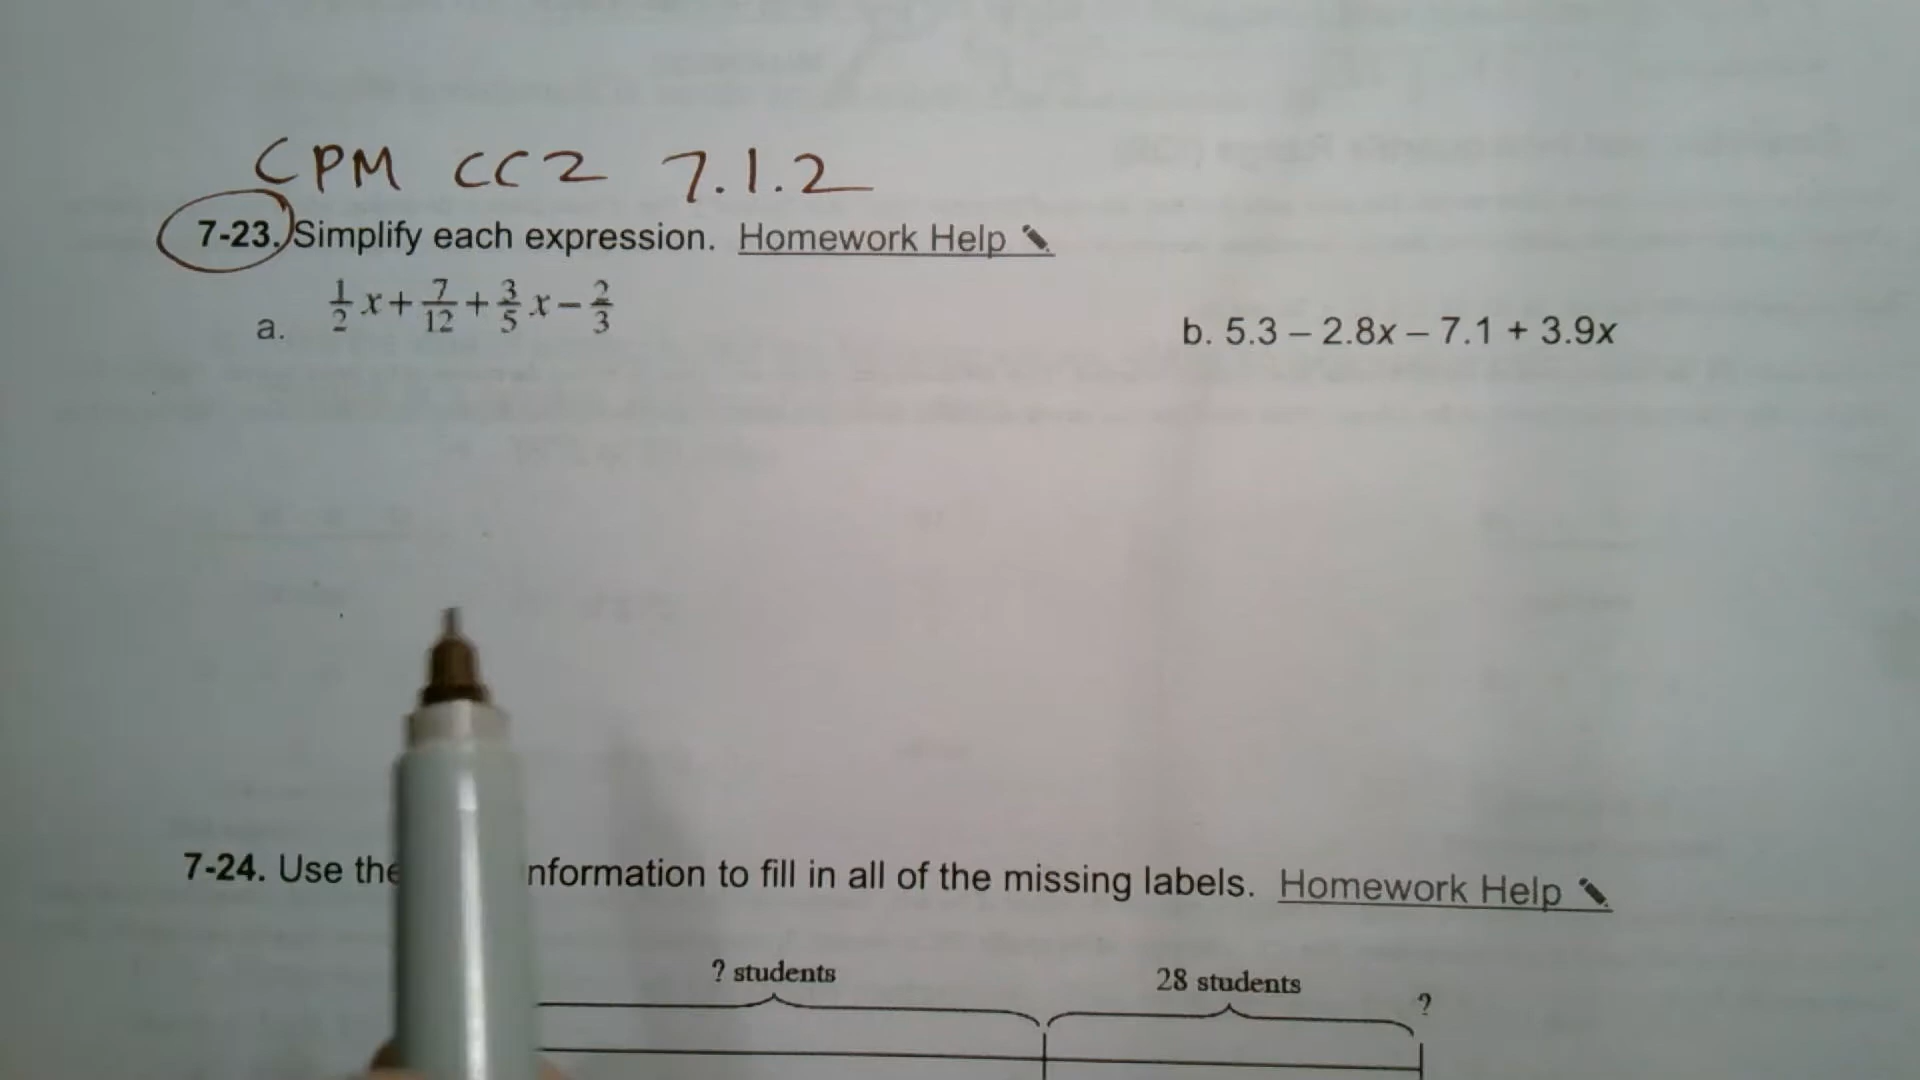 CPM CC2 7.1.2
7-23. Simplify each expression. Homework Help
a. 1/2 x + 7/12 + 3/5 x − 2/3
b. 5.3 – 2.8x – 7.1 + 3.9x
7-24. Use the nformation to fill in all of the missing labels. Homework Help
? students 28 students ?